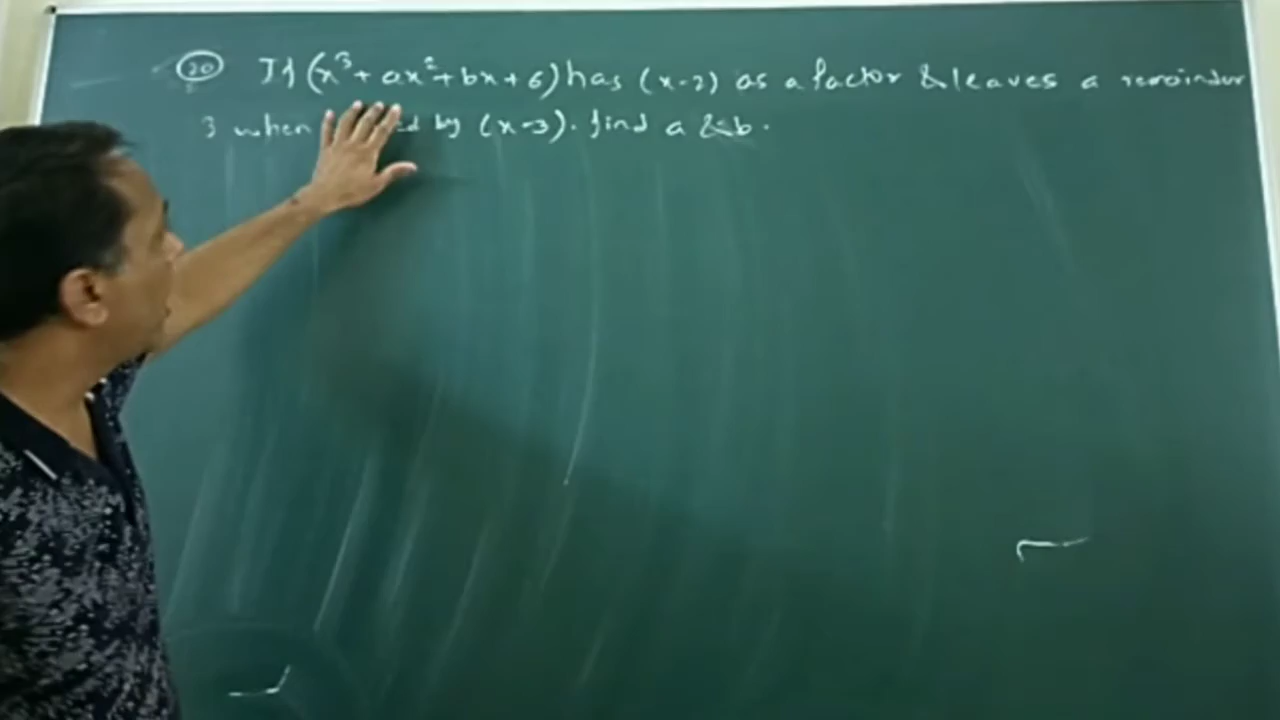 20 If (x³ + ax² + bx + 6) has (x-2) as a factor & leaves a remainder
3 when by (x-3). find a & b.